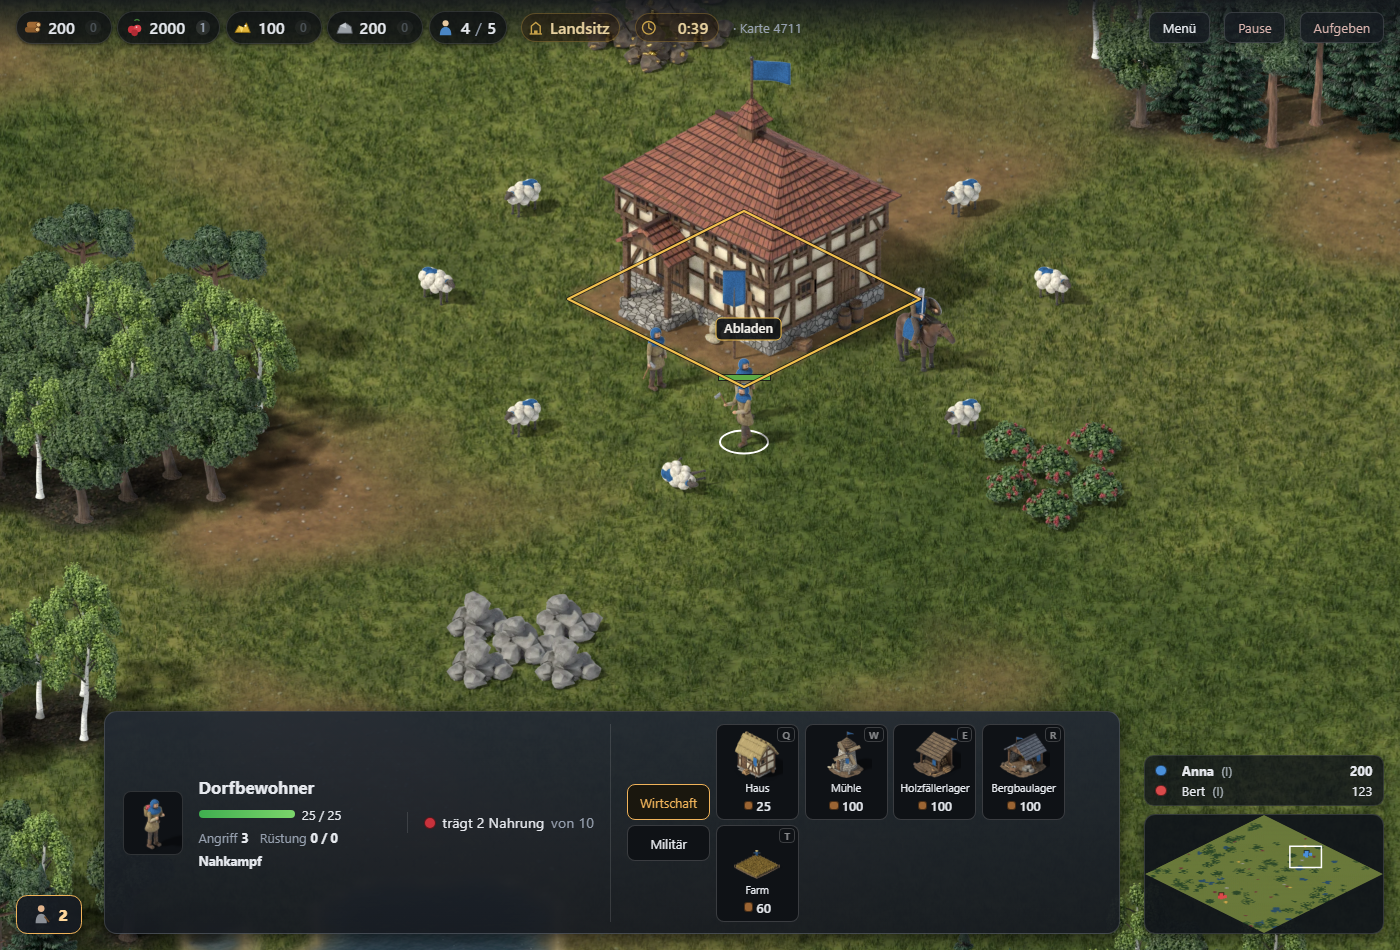 200 0 2000 1 100 0 200 0 4 / 5 Landsitz 0:39 · Karte 4711 Menü Pause Aufgeben
Abladen
Dorfbewohner
25 / 25
Angriff 3 Rüstung 0 / 0
Nahkampf
trägt 2 Nahrung von 10
Wirtschaft
Militär
Q
Haus
25
W
Mühle
100
E
Holzfällerlager
100
R
Bergbaulager
100
T
Farm
60
Anna (I) 200
Bert (I) 123
2